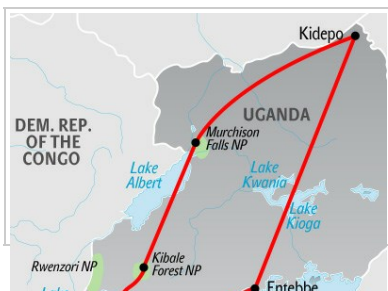 Kidepo
UGANDA
DEM. REP.
OF THE
CONGO
Murchison
Falls NP
Lake
Albert
Lake
Kwania
Lake
Kioga
Kibale
Forest NP
Rwenzori NP
Entebbe
Lake